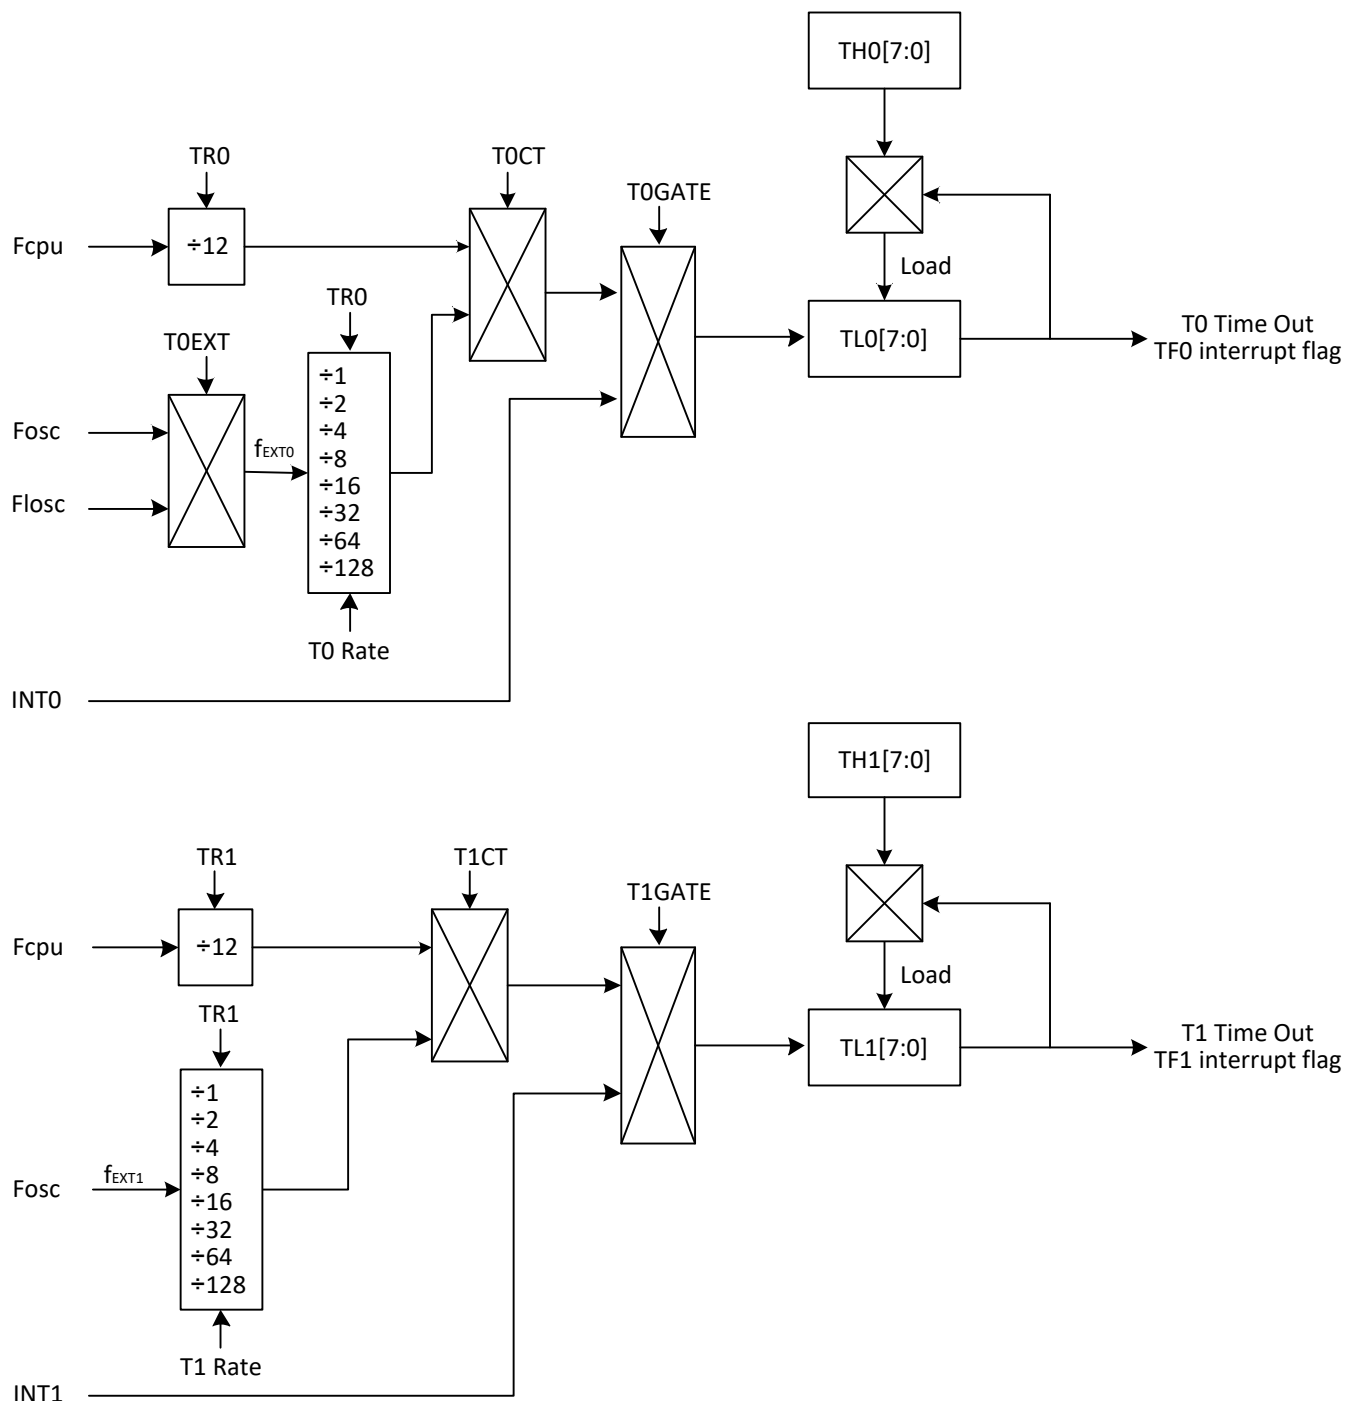 TH0[7:0]
TR0
T0CT
T0GATE
Fcpu
÷12
Load
TR0
T0EXT
TL0[7:0]
T0 Time Out
TF0 interrupt flag
÷1
÷2
÷4
÷8
÷16
÷32
÷64
÷128
Fosc
fEXT0
Flosc
T0 Rate
INT0
TH1[7:0]
TR1
T1CT
T1GATE
Fcpu
÷12
Load
TR1
TL1[7:0]
T1 Time Out
TF1 interrupt flag
÷1
÷2
÷4
÷8
÷16
÷32
÷64
÷128
Fosc
fEXT1
T1 Rate
INT1